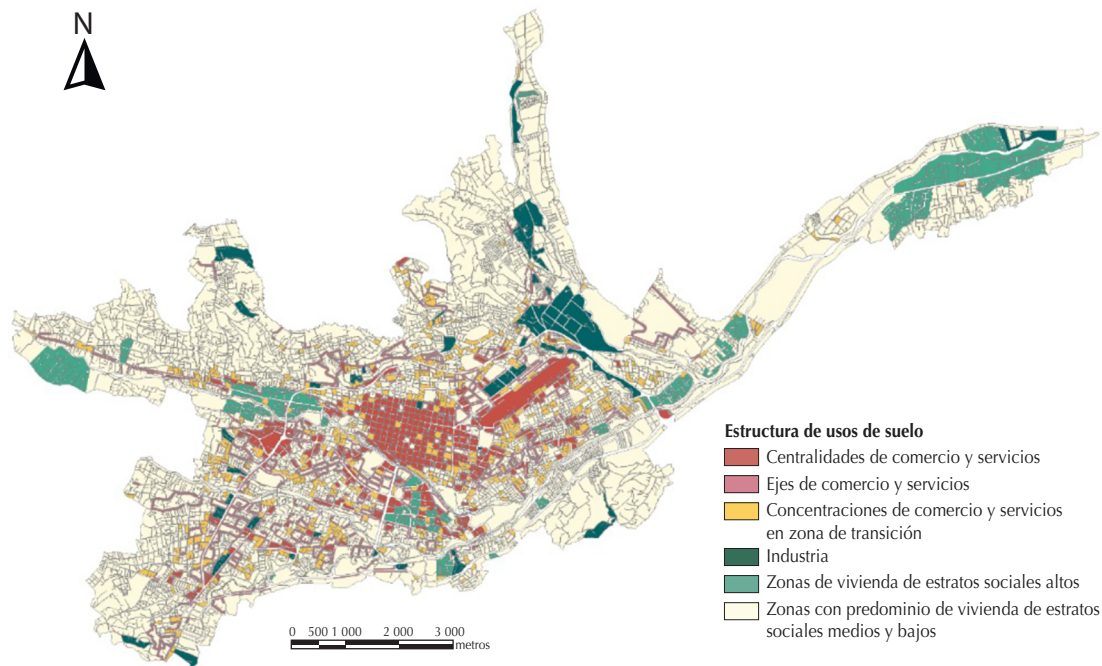 N
Estructura de usos de suelo
Centralidades de comercio y servicios
Ejes de comercio y servicios
Concentraciones de comercio y servicios
en zona de transición
Industria
Zonas de vivienda de estratos sociales altos
Zonas con predominio de vivienda de estratos
sociales medios y bajos
0 500 1 000 2 000 3 000
metros